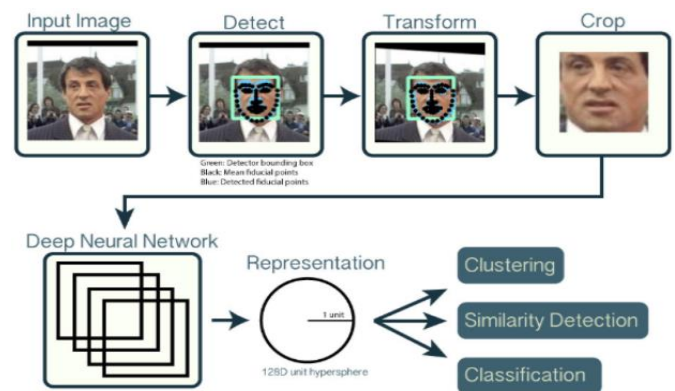 Input Image
Detect
Transform
Crop
Green: Detector bounding box
Black: Mean fiducial points
Blue: Detected fiducial points
Deep Neural Network
Representation
1 unit
128D unit hypersphere
Clustering
Similarity Detection
Classification